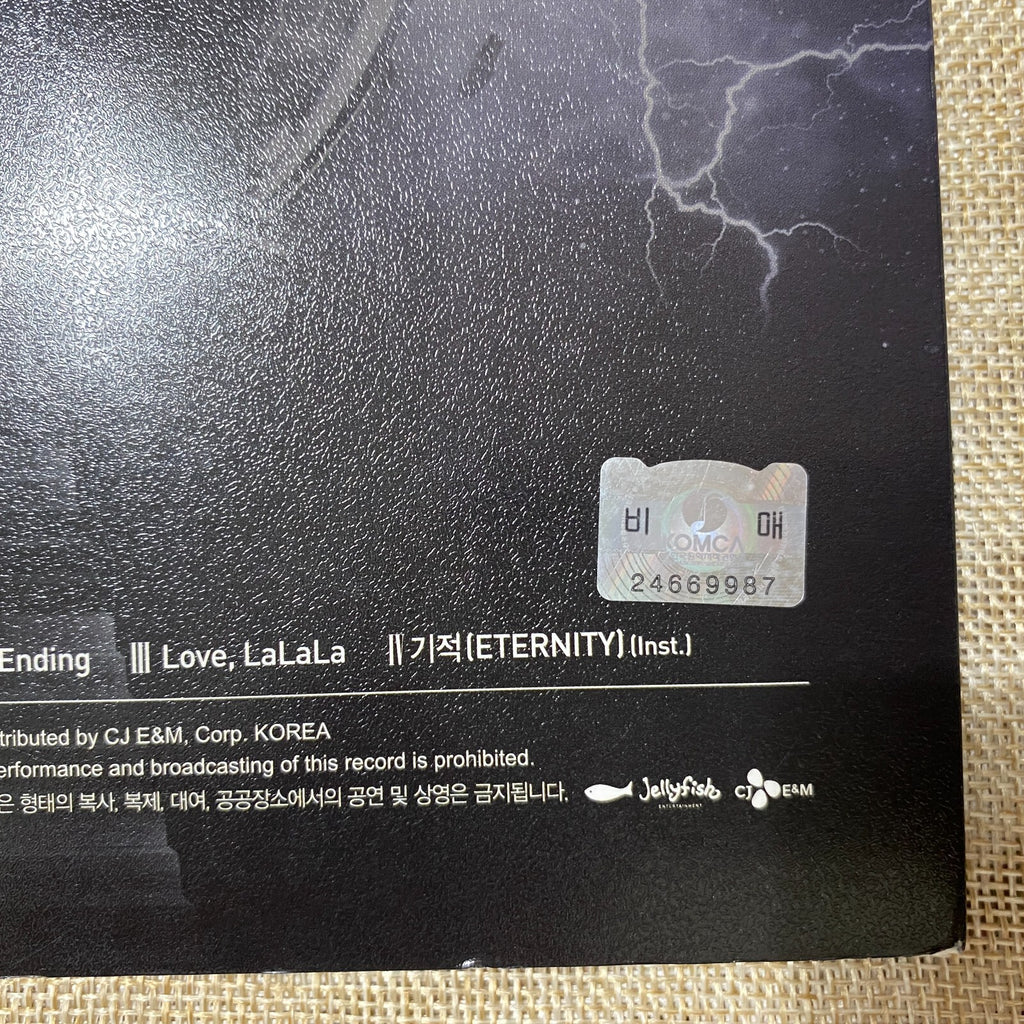 비 매
KOMCA
24669987
Ending Ⅲ Love, LaLaLa Ⅳ 기적(ETERNITY)(Inst.)
tributed by CJ E&M, Corp. KOREA
erformance and broadcasting of this record is prohibited.
은 형태의 복사, 복제, 대여, 공공장소에서의 공연 및 상영은 금지됩니다.
Jellyfish
ENTERTAINMENT
CJ E&M